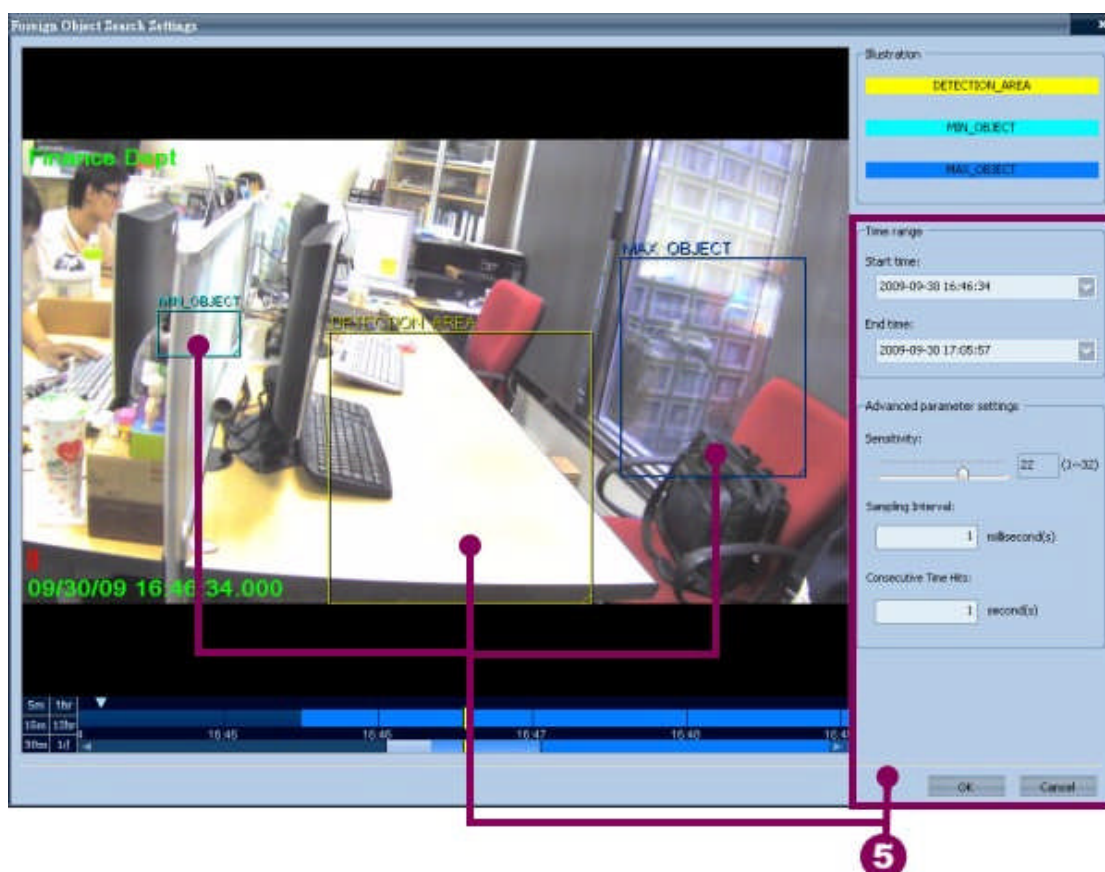 Foreign Object Search Settings
Illustration
DETECTION_AREA
MIN_OBJECT
MAX_OBJECT
Finance Dept
MAX_OBJECT
MIN_OBJECT
DETECTION_AREA
09/30/09 16:46:34.000
Time range
Start time:
2009-09-30 16:46:34
End time:
2009-09-30 17:05:57
Advanced parameter settings
Sensitivity:
22 (1~32)
Sampling Interval:
1 millisecond(s)
Consecutive Time Hits:
1 second(s)
5m 1hr
15m 12hr
30m 1d
16:45 16:46 16:47 16:48
OK Cancel
5